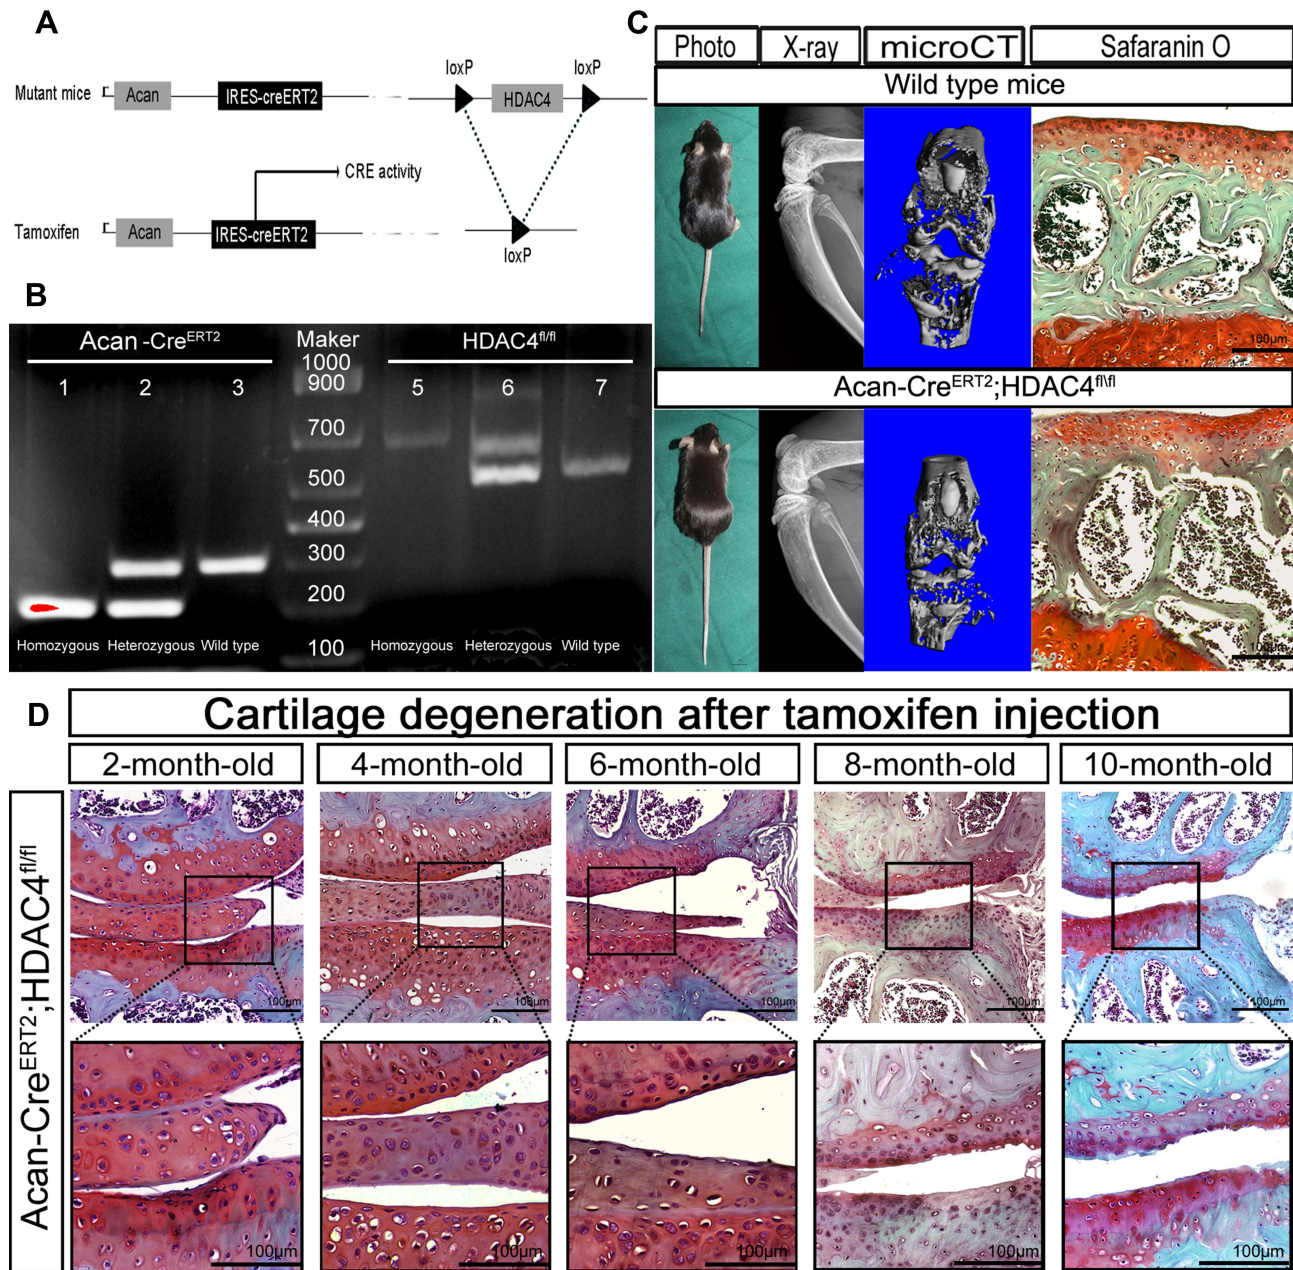 A
Mutant mice
Acan
IRES-creERT2
loxP
HDAC4
loxP
CRE activity
Tamoxifen
Acan
IRES-creERT2
loxP
B
Acan -CreERT2
Maker
HDAC4fl/fl
1000
900
700
500
400
300
200
100
1
2
3
5
6
7
Homozygous
Heterozygous
Wild type
Homozygous
Heterozygous
Wild type
C
Photo
X-ray
microCT
Safaranin O
Wild type mice
100μm
Acan-CreERT2;HDAC4fl\fl
100μm
D
Cartilage degeneration after tamoxifen injection
2-month-old
4-month-old
6-month-old
8-month-old
10-month-old
Acan-CreERT2;HDAC4fl/fl
100μm
100μm
100μm
100μm
100μm
100μm
100μm
100μm
100μm
100μm